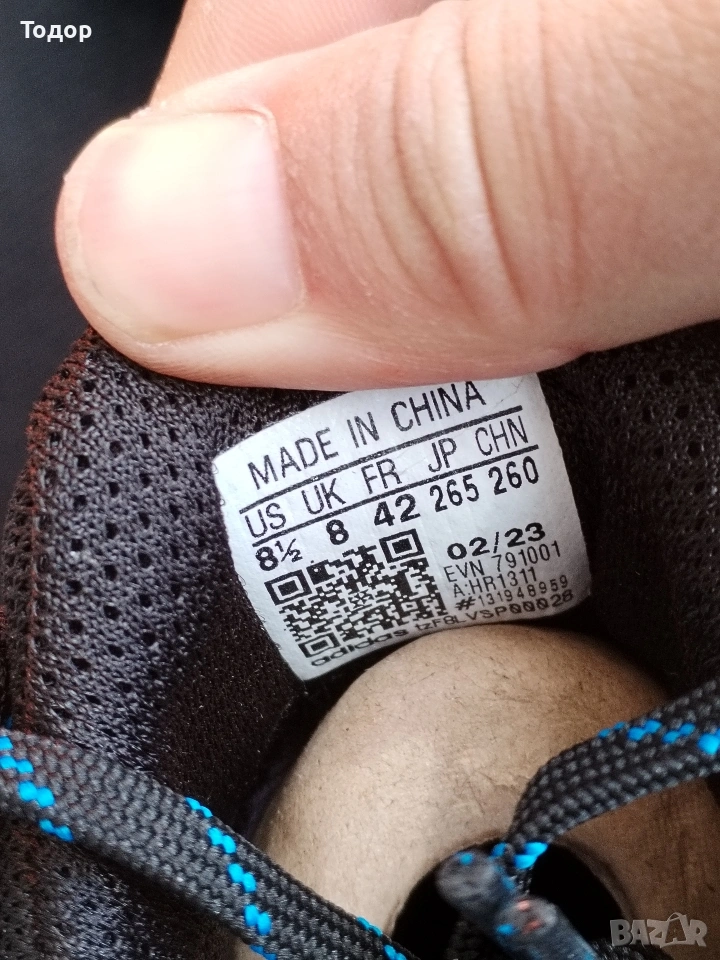 Тодор
MADE IN CHINA
US UK FR JP CHN
8½ 8 42 265 260
02/23
EVN 791001
A:HR1311
#131948959
adidas 1zF8LVSP00028
BAZAR